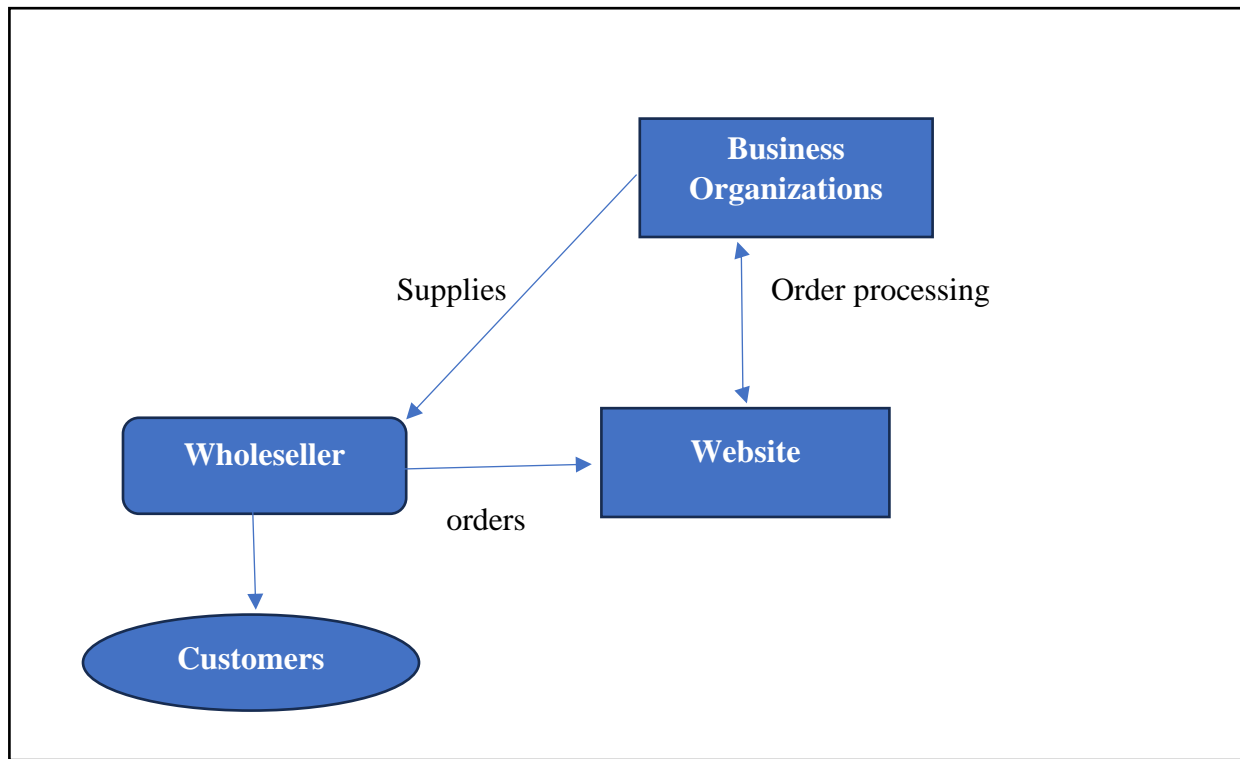 Business
Organizations
Supplies
Order processing
Wholeseller
Website
orders
Customers